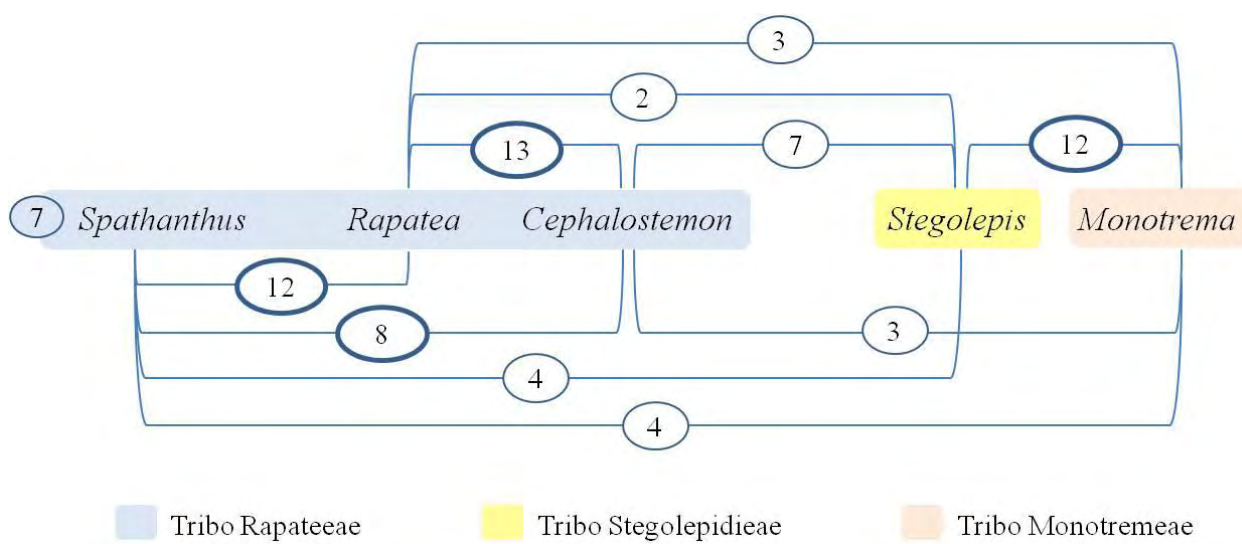 3
2
13 7 12
7 Spathanthus Rapatea Cephalostemon Stegolepis Monotrema
12
8 3
4
4
Tribo Rapateeae Tribo Stegolepidieae Tribo Monotremeae